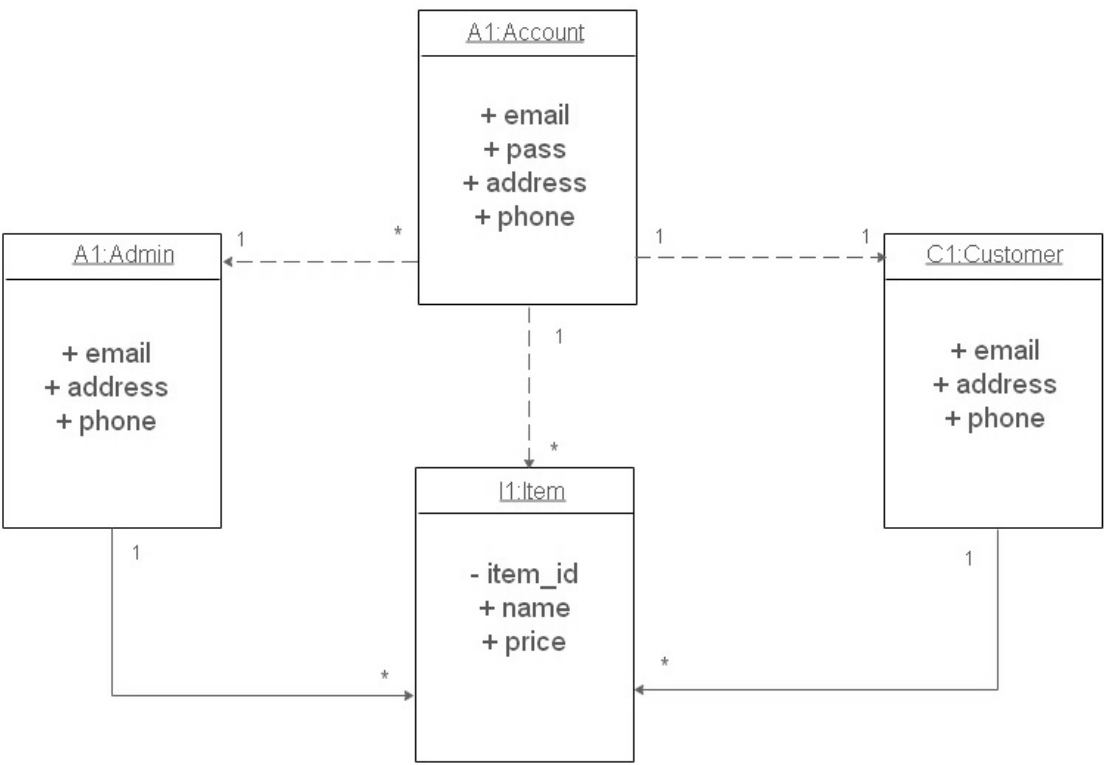 A1:Account
+ email
+ pass
+ address
+ phone
1
*
1
1
A1:Admin
+ email
+ address
+ phone
C1:Customer
+ email
+ address
+ phone
1
*
I1:Item
- item_id
+ name
+ price
1
*
1
*